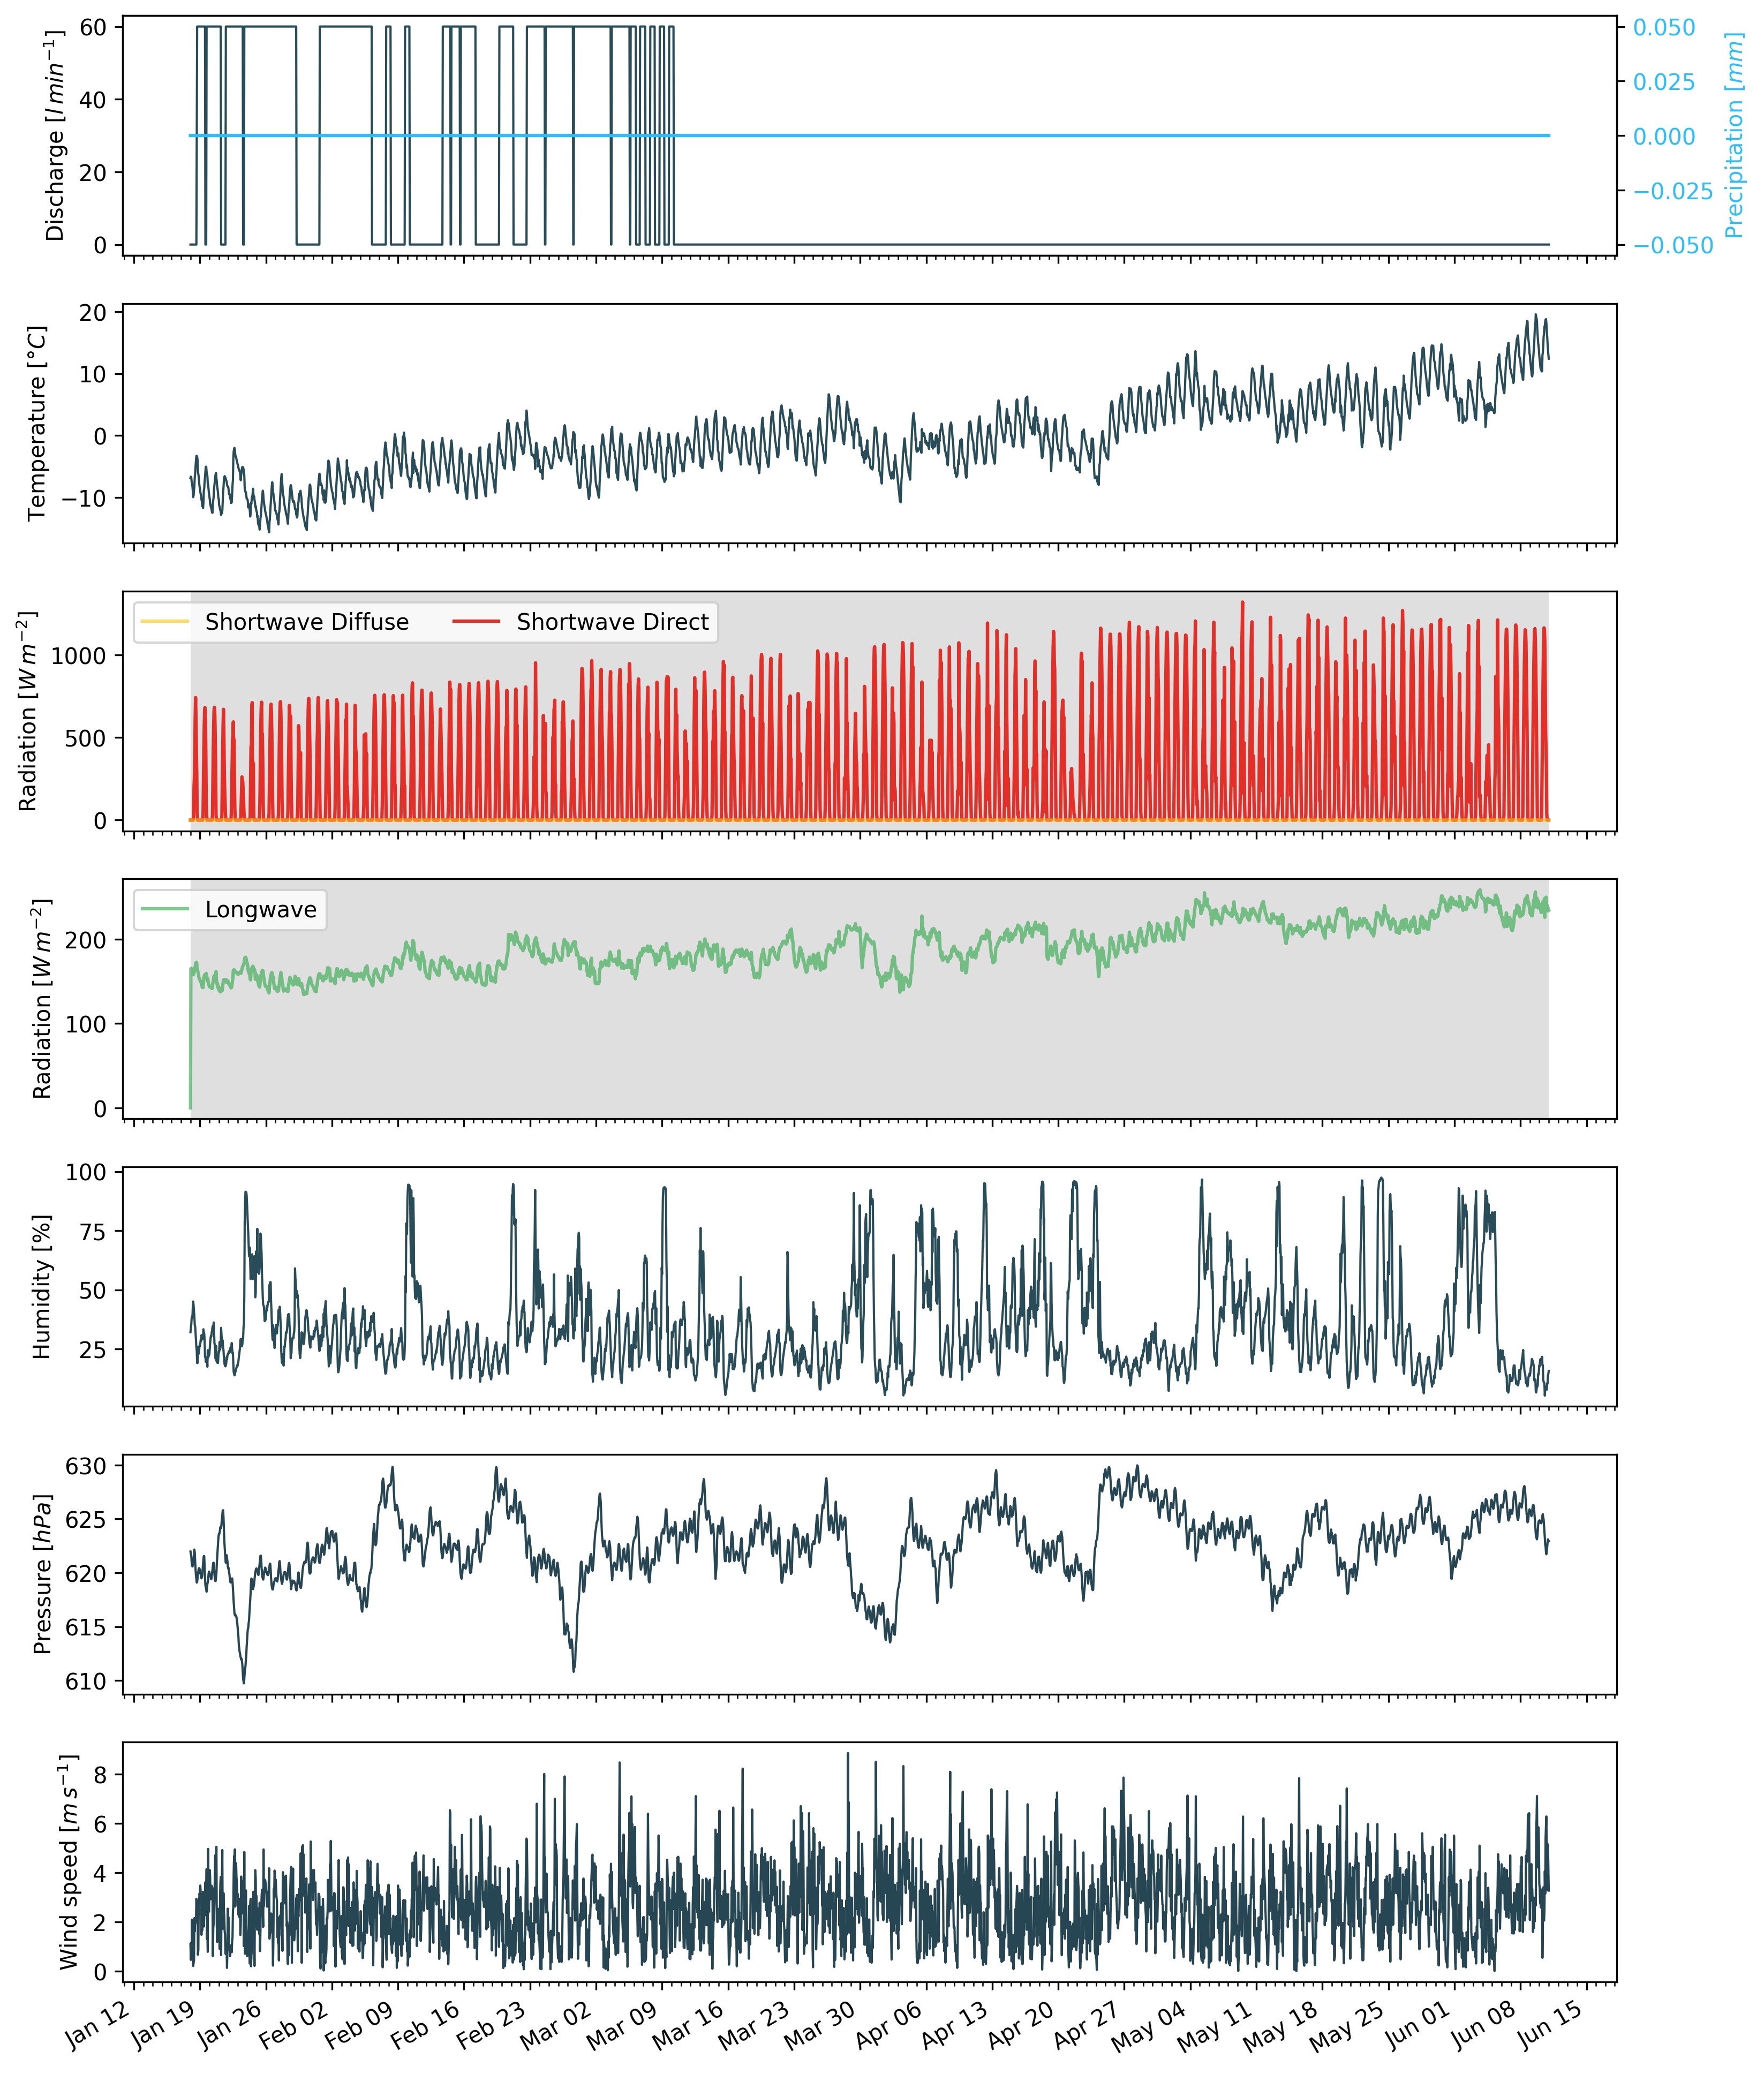 60
40
20
0
Discharge [l min⁻¹]
0.050
0.025
0.000
−0.025
−0.050
Precipitation [mm]
20
10
0
−10
Temperature [°C]
Shortwave Diffuse
Shortwave Direct
1000
500
0
Radiation [W m⁻²]
Longwave
200
100
0
Radiation [W m⁻²]
100
75
50
25
Humidity [%]
630
625
620
615
610
Pressure [hPa]
8
6
4
2
0
Wind speed [m s⁻¹]
Jan 12
Jan 19
Jan 26
Feb 02
Feb 09
Feb 16
Feb 23
Mar 02
Mar 09
Mar 16
Mar 23
Mar 30
Apr 06
Apr 13
Apr 20
Apr 27
May 04
May 11
May 18
May 25
Jun 01
Jun 08
Jun 15